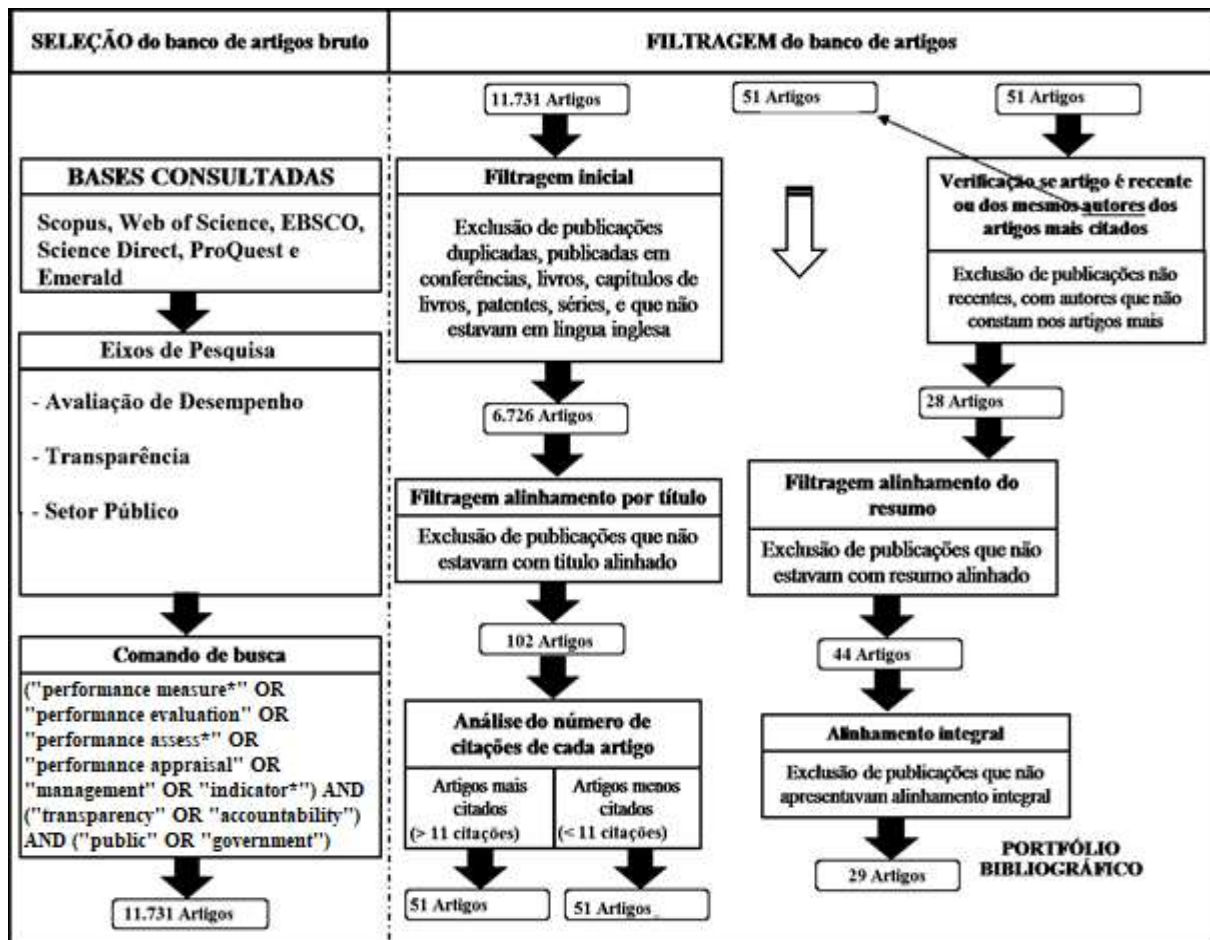 SELEÇÃO do banco de artigos bruto
FILTRAGEM do banco de artigos
BASES CONSULTADAS
Scopus, Web of Science, EBSCO,
Science Direct, ProQuest e
Emerald
Eixos de Pesquisa
- Avaliação de Desempenho
- Transparência
- Setor Público
Comando de busca
("performance measure*" OR
"performance evaluation" OR
"performance assess*" OR
"performance appraisal" OR
"management" OR "indicator*") AND
("transparency" OR "accountability")
AND ("public" OR "government")
11.731 Artigos
11.731 Artigos
Filtragem inicial
Exclusão de publicações
duplicadas, publicadas em
conferências, livros, capítulos de
livros, patentes, séries, e que não
estavam em língua inglesa
6.726 Artigos
Filtragem alinhamento por título
Exclusão de publicações que não
estavam com título alinhado
102 Artigos
Análise do número de
citações de cada artigo
Artigos mais
citados
(> 11 citações)
Artigos menos
citados
(< 11 citações)
51 Artigos
51 Artigos
51 Artigos
51 Artigos
Verificação se artigo é recente
ou dos mesmos autores dos
artigos mais citados
Exclusão de publicações não
recentes, com autores que não
constam nos artigos mais
28 Artigos
Filtragem alinhamento do
resumo
Exclusão de publicações que não
estavam com resumo alinhado
44 Artigos
Alinhamento integral
Exclusão de publicações que não
apresentavam alinhamento integral
29 Artigos
PORTFÓLIO
BIBLIOGRÁFICO